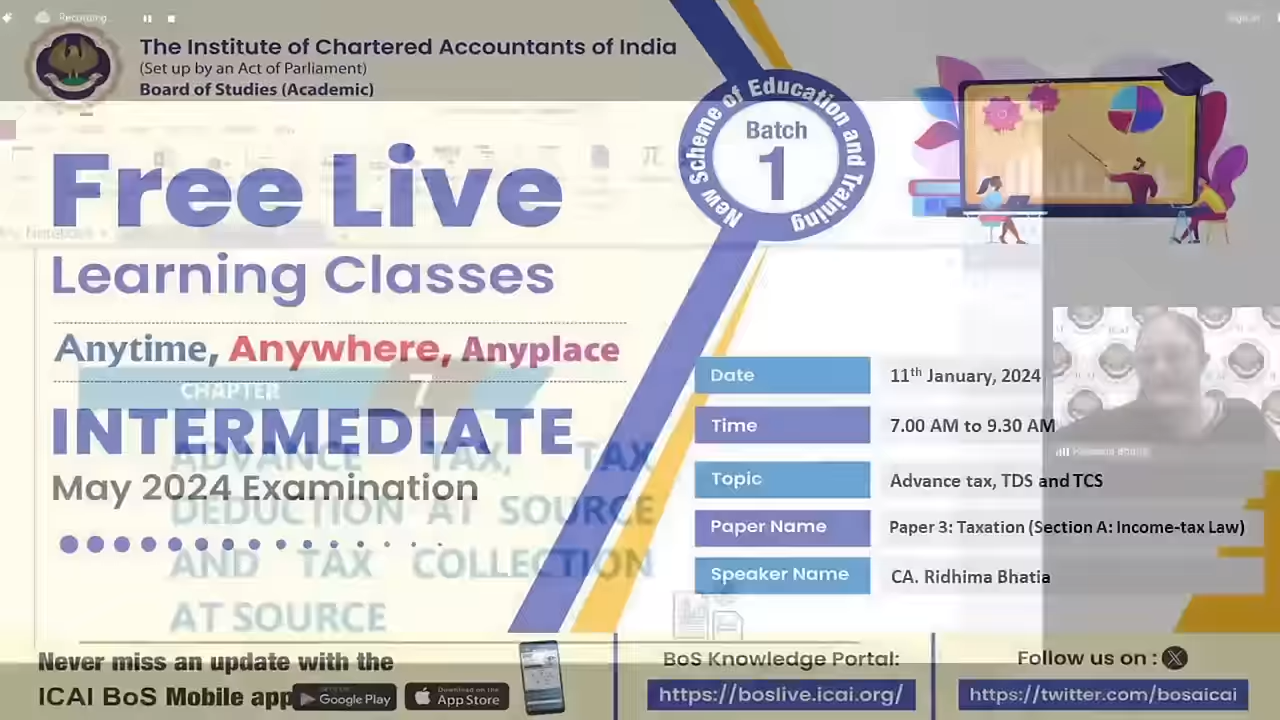 Recording...
Sign in
The Institute of Chartered Accountants of India
(Set up by an Act of Parliament)
Board of Studies (Academic)
New Scheme of Education and Training
Batch
1
Free Live
Learning Classes
Anytime, Anywhere, Anyplace
CHAPTER 7
INTERMEDIATE
May 2024 Examination
ADVANCE TAX, TAX
DEDUCTION AT SOURCE
AND TAX COLLECTION
AT SOURCE
Date 11th January, 2024
Time 7.00 AM to 9.30 AM
Topic Advance tax, TDS and TCS
Paper Name Paper 3: Taxation (Section A: Income-tax Law)
Speaker Name CA. Ridhima Bhatia
Never miss an update with the
ICAI BoS Mobile app
Google Play
Download on the
App Store
BoS Knowledge Portal:
https://boslive.icai.org/
Follow us on : X
https://twitter.com/bosaicai